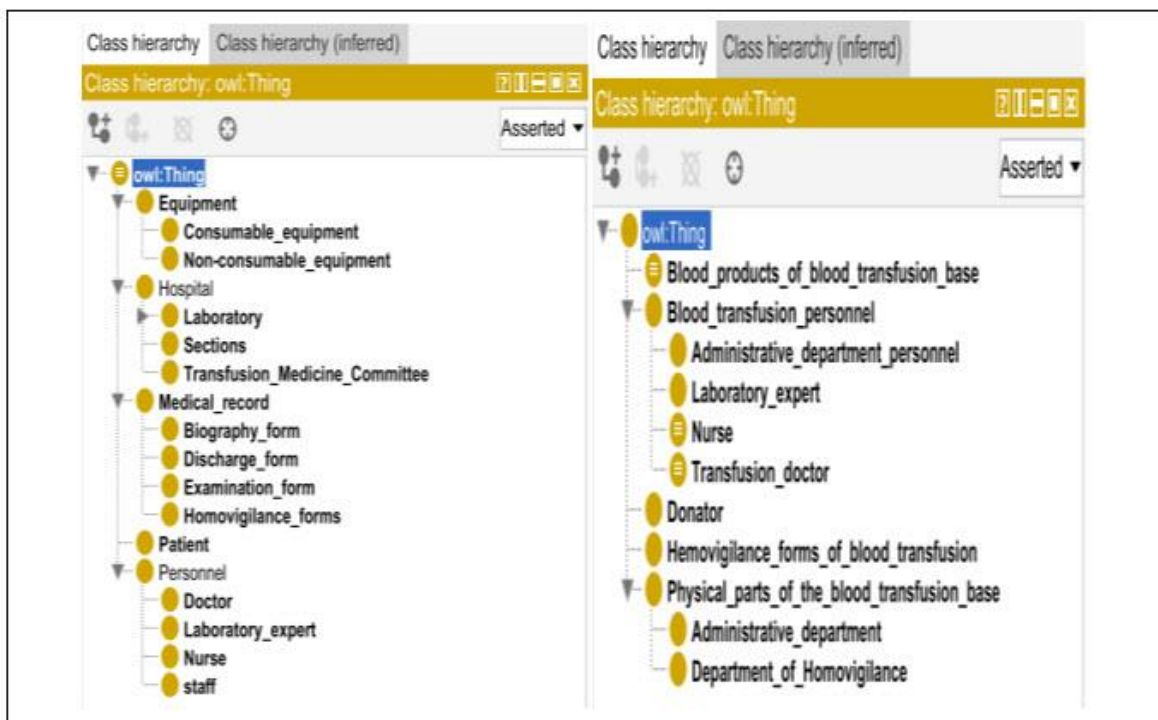 Class hierarchy Class hierarchy (inferred)
Class hierarchy: owl:Thing
Asserted
owl:Thing
Equipment
Consumable_equipment
Non-consumable_equipment
Hospital
Laboratory
Sections
Transfusion_Medicine_Committee
Medical_record
Biography_form
Discharge_form
Examination_form
Homovigilance_forms
Patient
Personnel
Doctor
Laboratory_expert
Nurse
staff
Class hierarchy Class hierarchy (inferred)
Class hierarchy: owl:Thing
Asserted
owl:Thing
Blood_products_of_blood_transfusion_base
Blood_transfusion_personnel
Administrative_department_personnel
Laboratory_expert
Nurse
Transfusion_doctor
Donator
Hemovigilance_forms_of_blood_transfusion
Physical_parts_of_the_blood_transfusion_base
Administrative_department
Department_of_Homovigilance